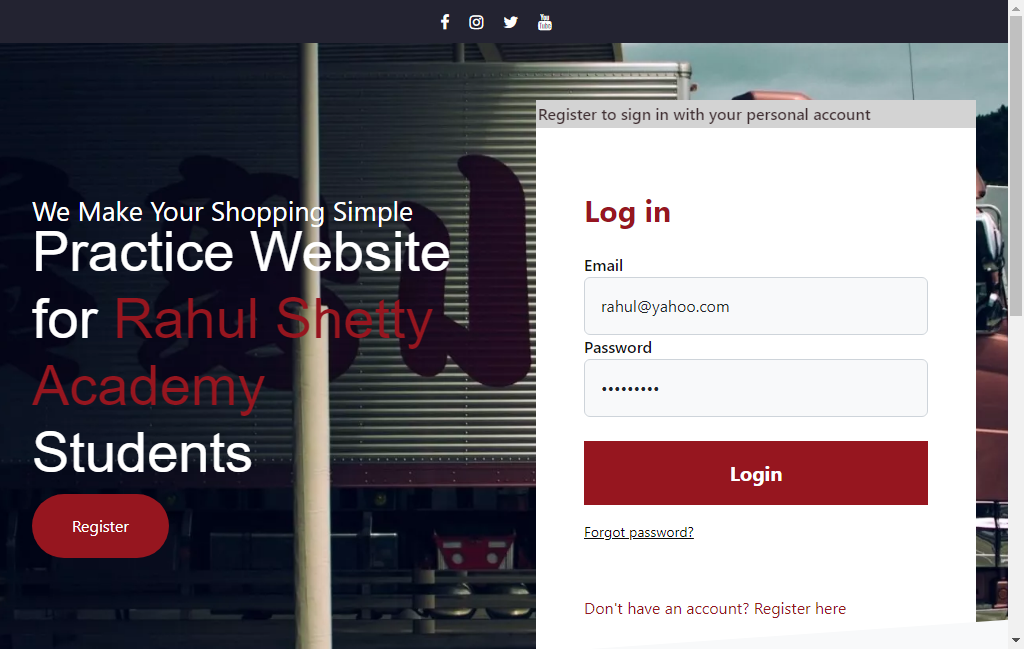 Register to sign in with your personal account
We Make Your Shopping Simple
Practice Website
for Rahul Shetty
Academy
Students
Register
Log in
Email
rahul@yahoo.com
Password
•••••••••
Login
Forgot password?
Don't have an account? Register here